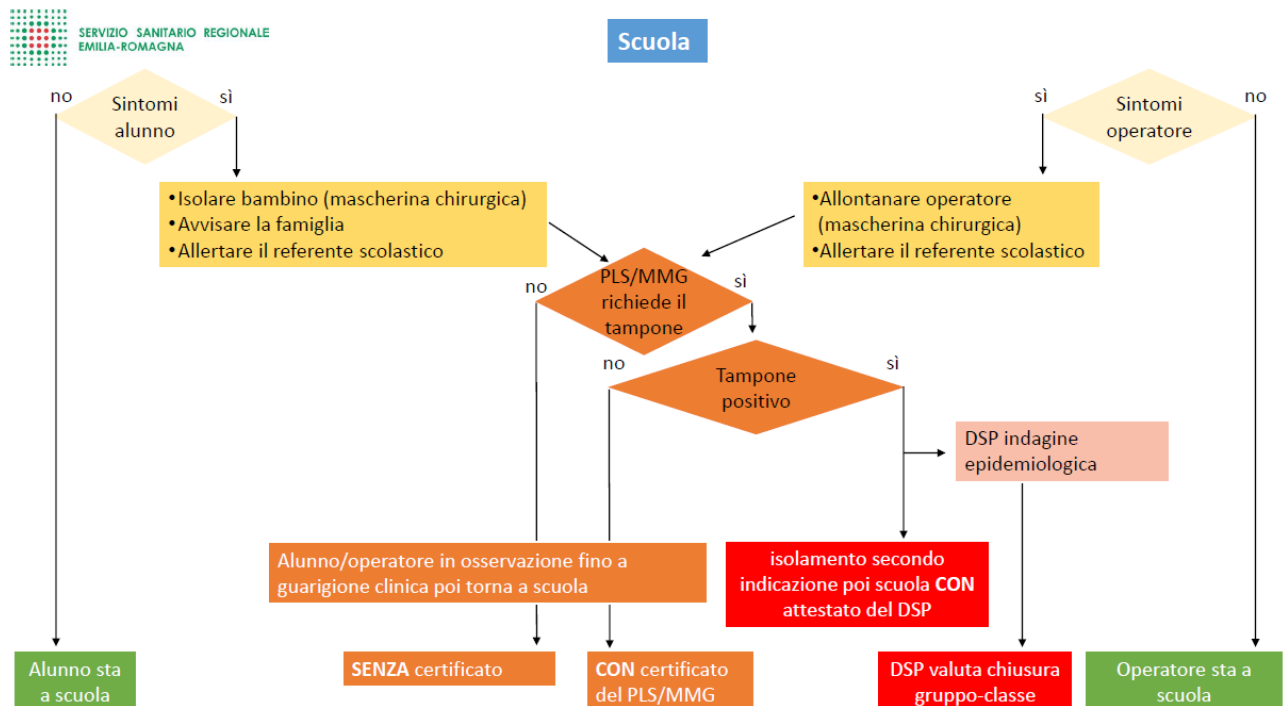 SERVIZIO SANITARIO REGIONALE
EMILIA-ROMAGNA
Scuola
no
Sintomi
alunno
sì
sì
Sintomi
operatore
no
•Isolare bambino (mascherina chirurgica)
•Avvisare la famiglia
•Allertare il referente scolastico
•Allontanare operatore
(mascherina chirurgica)
•Allertare il referente scolastico
no
PLS/MMG
richiede il
tampone
sì
no
Tampone
positivo
sì
DSP indagine
epidemiologica
Alunno/operatore in osservazione fino a
guarigione clinica poi torna a scuola
isolamento secondo
indicazione poi scuola CON
attestato del DSP
Alunno sta
a scuola
SENZA certificato
CON certificato
del PLS/MMG
DSP valuta chiusura
gruppo-classe
Operatore sta a
scuola